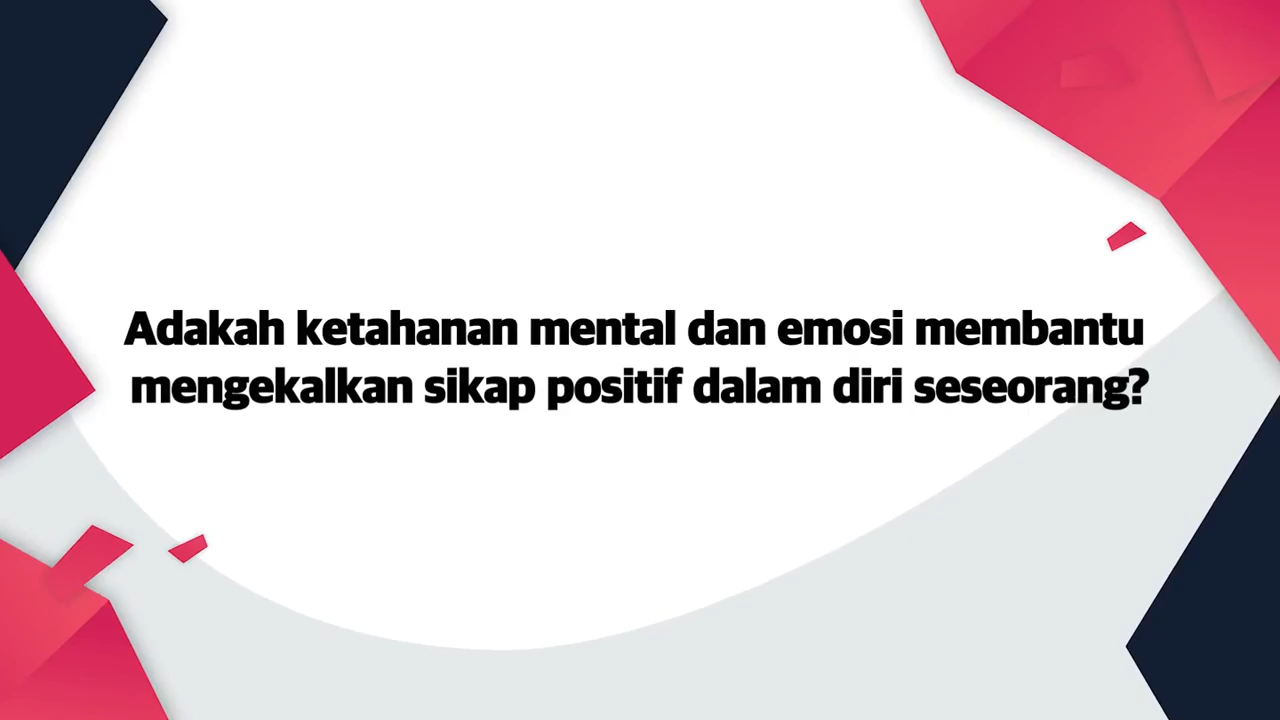 Adakah ketahanan mental dan emosi membantu
mengekalkan sikap positif dalam diri seseorang?